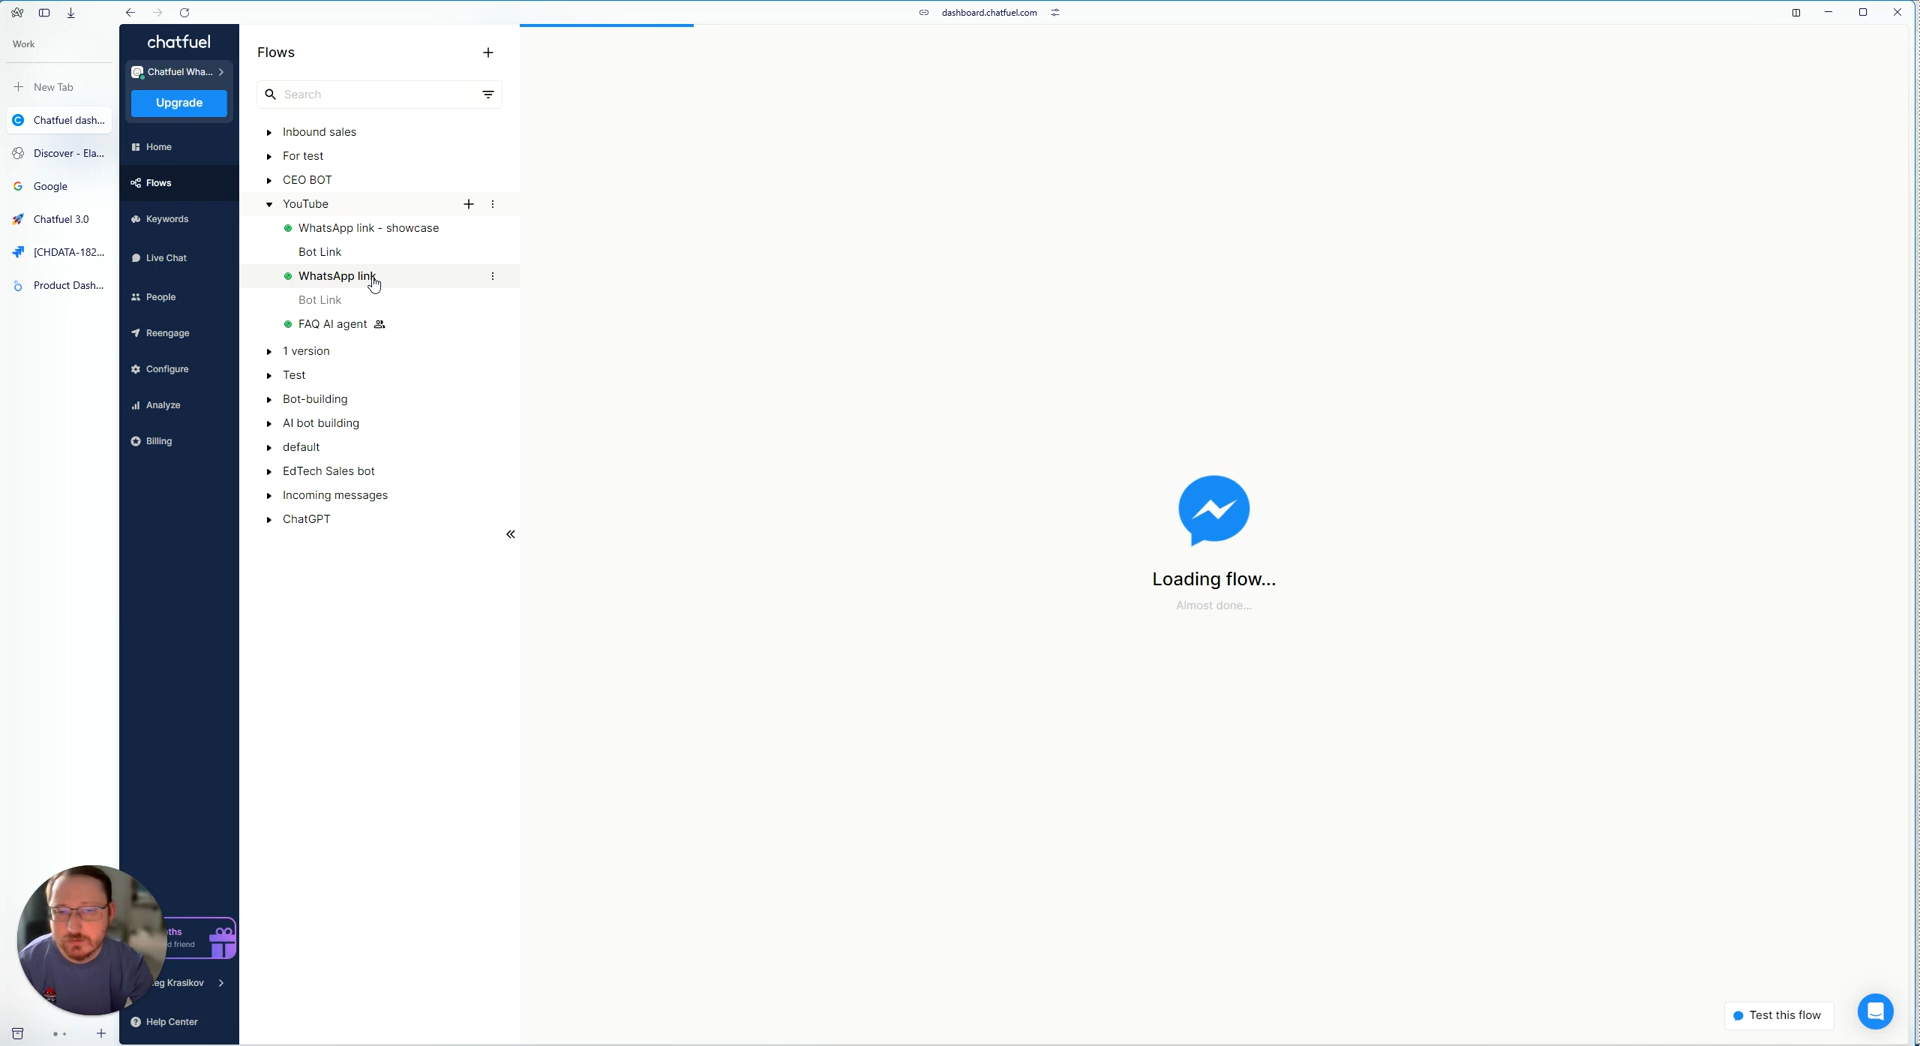 dashboard.chatfuel.com
Work
New Tab
Chatfuel dash...
Discover - Ela...
Google
Chatfuel 3.0
[CHDATA-182...
Product Dash...
chatfuel
Chatfuel Wha...
Upgrade
Home
Flows
Keywords
Live Chat
People
Reengage
Configure
Analyze
Billing
ths
d friend
eg Krasikov
Help Center
Flows
Search
Inbound sales
For test
CEO BOT
YouTube
WhatsApp link - showcase
Bot Link
WhatsApp link
Bot Link
FAQ AI agent
1 version
Test
Bot-building
AI bot building
default
EdTech Sales bot
Incoming messages
ChatGPT
Loading flow...
Almost done...
Test this flow